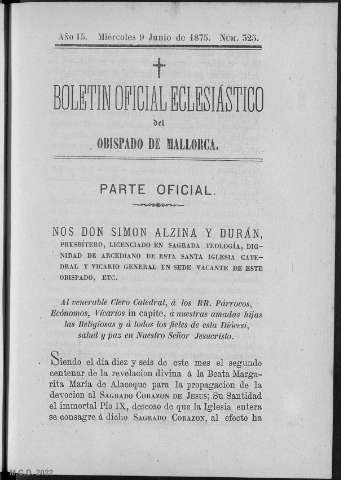 Año 15. Miércoles 9 Junio de 1875. Núm. 325.
BOLETIN OFICIAL ECLESIÁSTICO
del
OBISPADO DE MALLORCA.
PARTE OFICIAL.
NOS DON SIMON ALZINA Y DURÁN,
PRESBÍTERO, LICENCIADO EN SAGRADA TEOLOGÍA, DIG-
NIDAD DE ARCEDIANO DE ESTA SANTA IGLESIA CATE-
DRAL Y VICARIO GENERAL EN SEDE VACANTE DE ESTE
OBISPADO, ETC.
Al venerable Clero Catedral, á los RR. Párrocos,
Ecónomos, Vicarios in capite, á nuestras amadas hijas
las Religiosas y á todos los fieles de esta Diócesi,
salud y paz en Nuestro Señor Jesucristo.
Siendo el día diez y seis de este mes el segundo
centenar de la revelacion divina á la Beata Marga-
rita María de Alacoque para la propagacion de la
devocion al SAGRADO CORAZON DE JESUS; Su Santidad
el immortal Pio IX, deseoso de que la Iglesia entera
se consagre á dicho SAGRADO CORAZON, al efecto ha
M.C.D. 2022